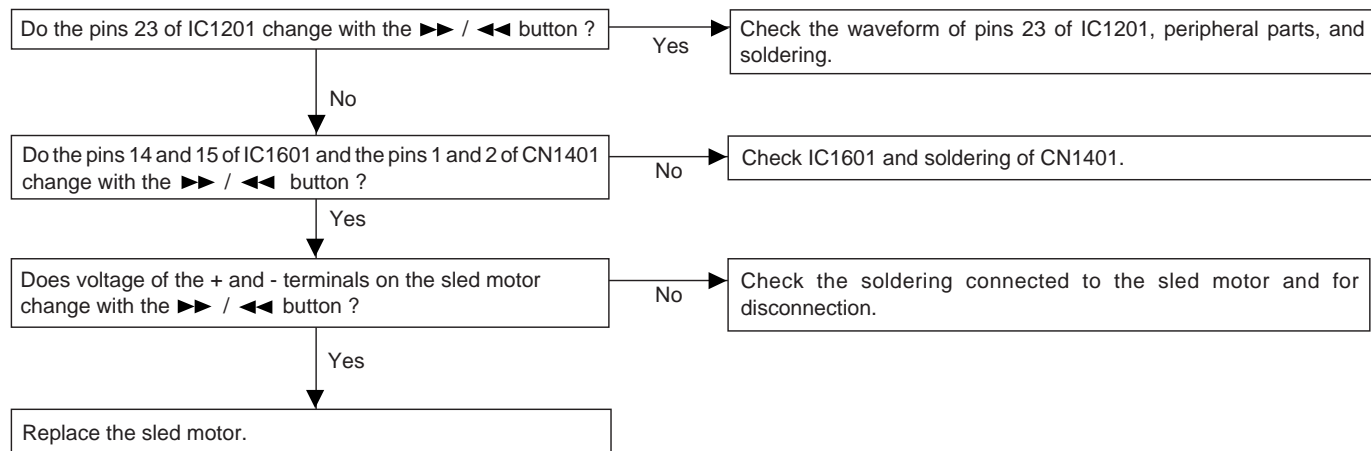 Do the pins 23 of IC1201 change with the ►► / ◄◄ button ?
Yes
Check the waveform of pins 23 of IC1201, peripheral parts, and
soldering.
No
Do the pins 14 and 15 of IC1601 and the pins 1 and 2 of CN1401
change with the ►► / ◄◄ button ?
No
Check IC1601 and soldering of CN1401.
Yes
Does voltage of the + and - terminals on the sled motor
change with the ►► / ◄◄ button ?
No
Check the soldering connected to the sled motor and for
disconnection.
Yes
Replace the sled motor.